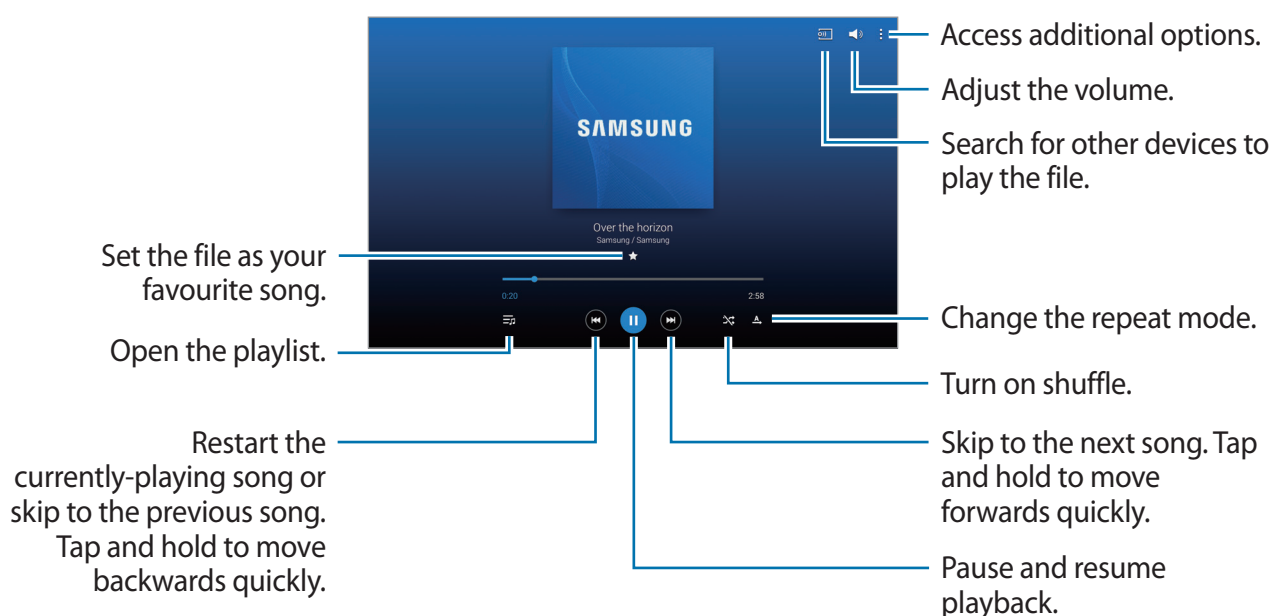 Access additional options.
Adjust the volume.
Search for other devices to
play the file.
SAMSUNG
Over the horizon
Samsung / Samsung
Set the file as your
favourite song.
0:20
2:58
Open the playlist.
Change the repeat mode.
Turn on shuffle.
Restart the
currently-playing song or
skip to the previous song.
Tap and hold to move
backwards quickly.
Skip to the next song. Tap
and hold to move
forwards quickly.
Pause and resume
playback.